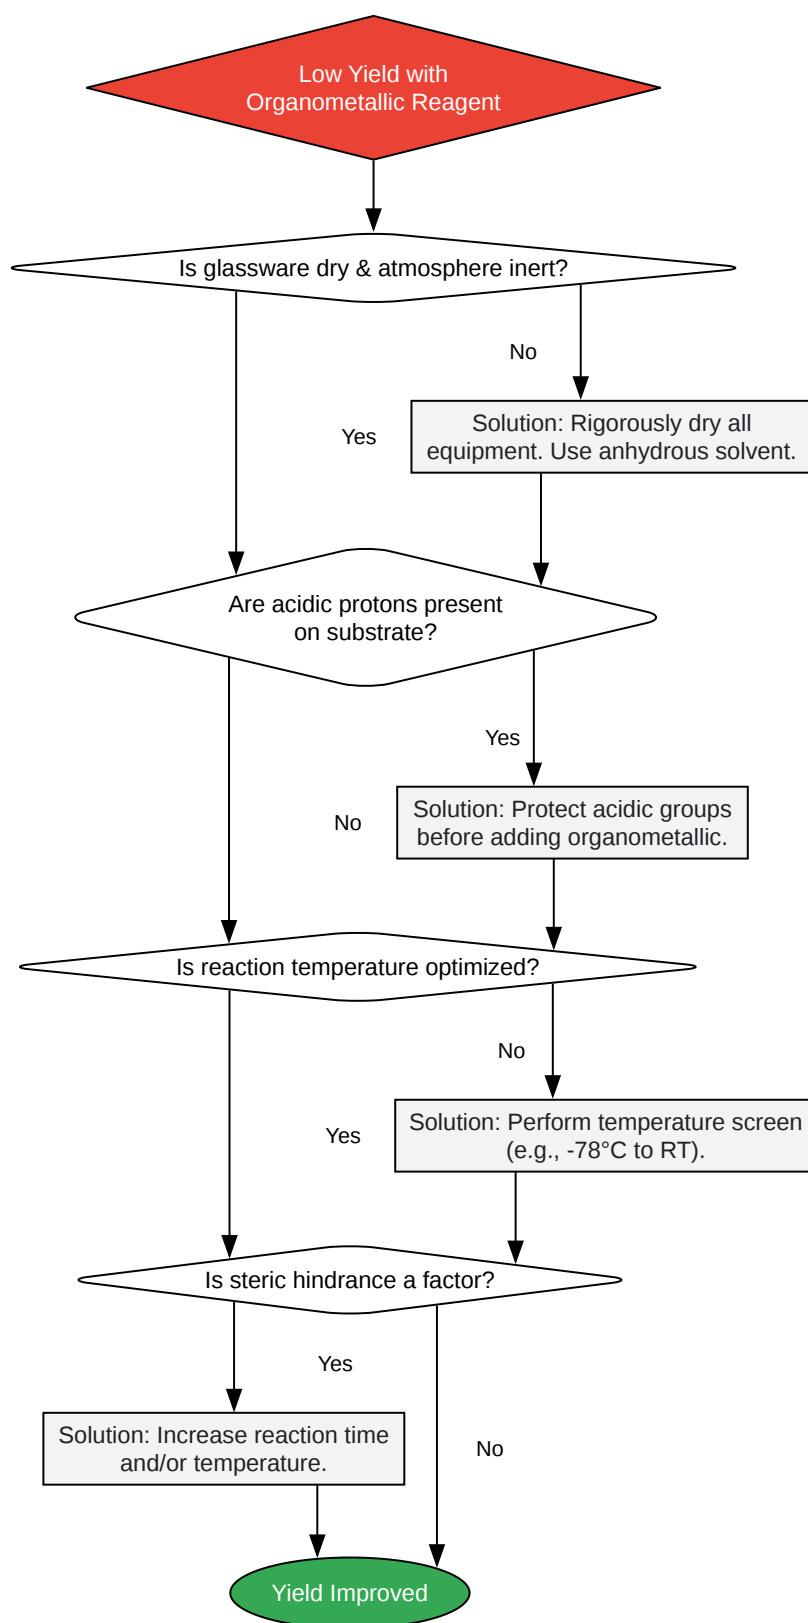 Low Yield with
Organometallic Reagent
Is glassware dry & atmosphere inert?
No
Yes
Solution: Rigorously dry all
equipment. Use anhydrous solvent.
Are acidic protons present
on substrate?
Yes
No
Solution: Protect acidic groups
before adding organometallic.
Is reaction temperature optimized?
No
Yes
Solution: Perform temperature screen
(e.g., -78°C to RT).
Is steric hindrance a factor?
Yes
Solution: Increase reaction time
and/or temperature.
No
Yield Improved